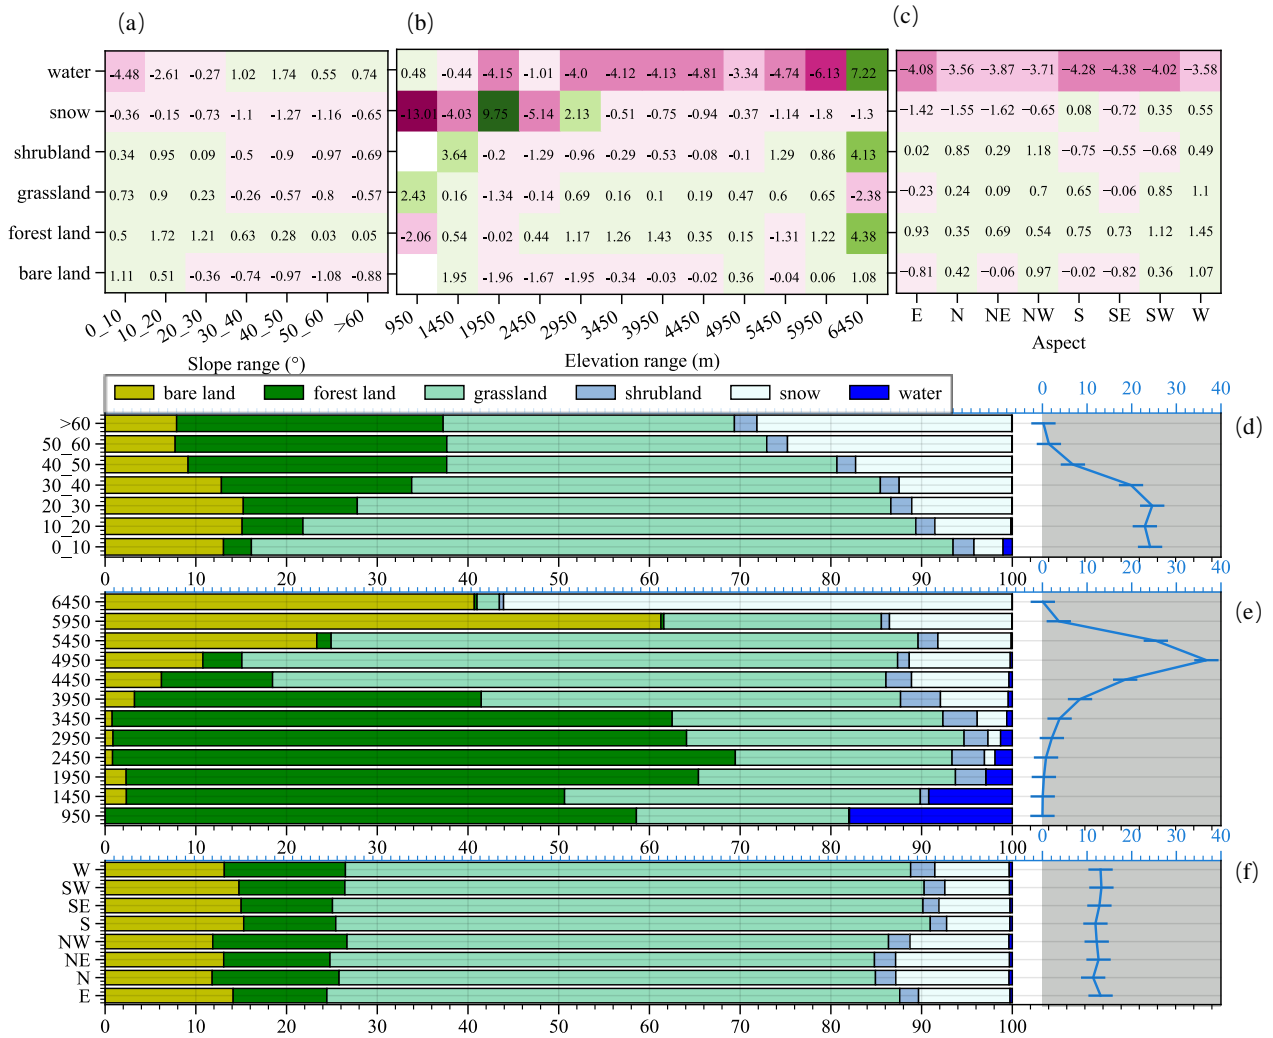 (a) (b) (c)
water -4.48 -2.61 -0.27 1.02 1.74 0.55 0.74 0.48 -0.44 -4.15 -1.01 -4.0 -4.12 -4.13 -4.81 -3.34 -4.74 -6.13 7.22 −4.08 −3.56 −3.87 −3.71 −4.28 −4.38 −4.02 −3.58
snow -0.36 -0.15 -0.73 -1.1 -1.27 -1.16 -0.65 -13.01 -4.03 9.75 -5.14 2.13 -0.51 -0.75 -0.94 -0.37 -1.14 -1.8 -1.3 −1.42 −1.55 −1.62 −0.65 0.08 −0.72 0.35 0.55
shrubland 0.34 0.95 0.09 -0.5 -0.9 -0.97 -0.69 3.64 -0.2 -1.29 -0.96 -0.29 -0.53 -0.08 -0.1 1.29 0.86 4.13 0.02 0.85 0.29 1.18 −0.75 −0.55 −0.68 0.49
grassland 0.73 0.9 0.23 -0.26 -0.57 -0.8 -0.57 2.43 0.16 -1.34 -0.14 0.69 0.16 0.1 0.19 0.47 0.6 0.65 -2.38 −0.23 0.24 0.09 0.7 0.65 −0.06 0.85 1.1
forest land 0.5 1.72 1.21 0.63 0.28 0.03 0.05 -2.06 0.54 -0.02 0.44 1.17 1.26 1.43 0.35 0.15 -1.31 1.22 4.38 0.93 0.35 0.69 0.54 0.75 0.73 1.12 1.45
bare land 1.11 0.51 -0.36 -0.74 -0.97 -1.08 -0.88 1.95 -1.96 -1.67 -1.95 -0.34 -0.03 -0.02 0.36 -0.04 0.06 1.08 −0.81 0.42 −0.06 0.97 −0.02 −0.82 0.36 1.07
0_10 10_20 20_30 30_40 40_50 50_60 >60 950 1450 1950 2450 2950 3450 3950 4450 4950 5450 5950 6450 E N NE NW S SE SW W
Slope range (°) Elevation range (m) Aspect
bare land forest land grassland shrubland snow water
0 10 20 30 40
>60 (d)
50_60
40_50
30_40
20_30
10_20
0_10
0 10 20 30 40 50 60 70 80 90 100 0 10 20 30 40
6450 (e)
5950
5450
4950
4450
3950
3450
2950
2450
1950
1450
950
0 10 20 30 40 50 60 70 80 90 100 0 10 20 30 40
W (f)
SW
SE
S
NW
NE
N
E
0 10 20 30 40 50 60 70 80 90 100